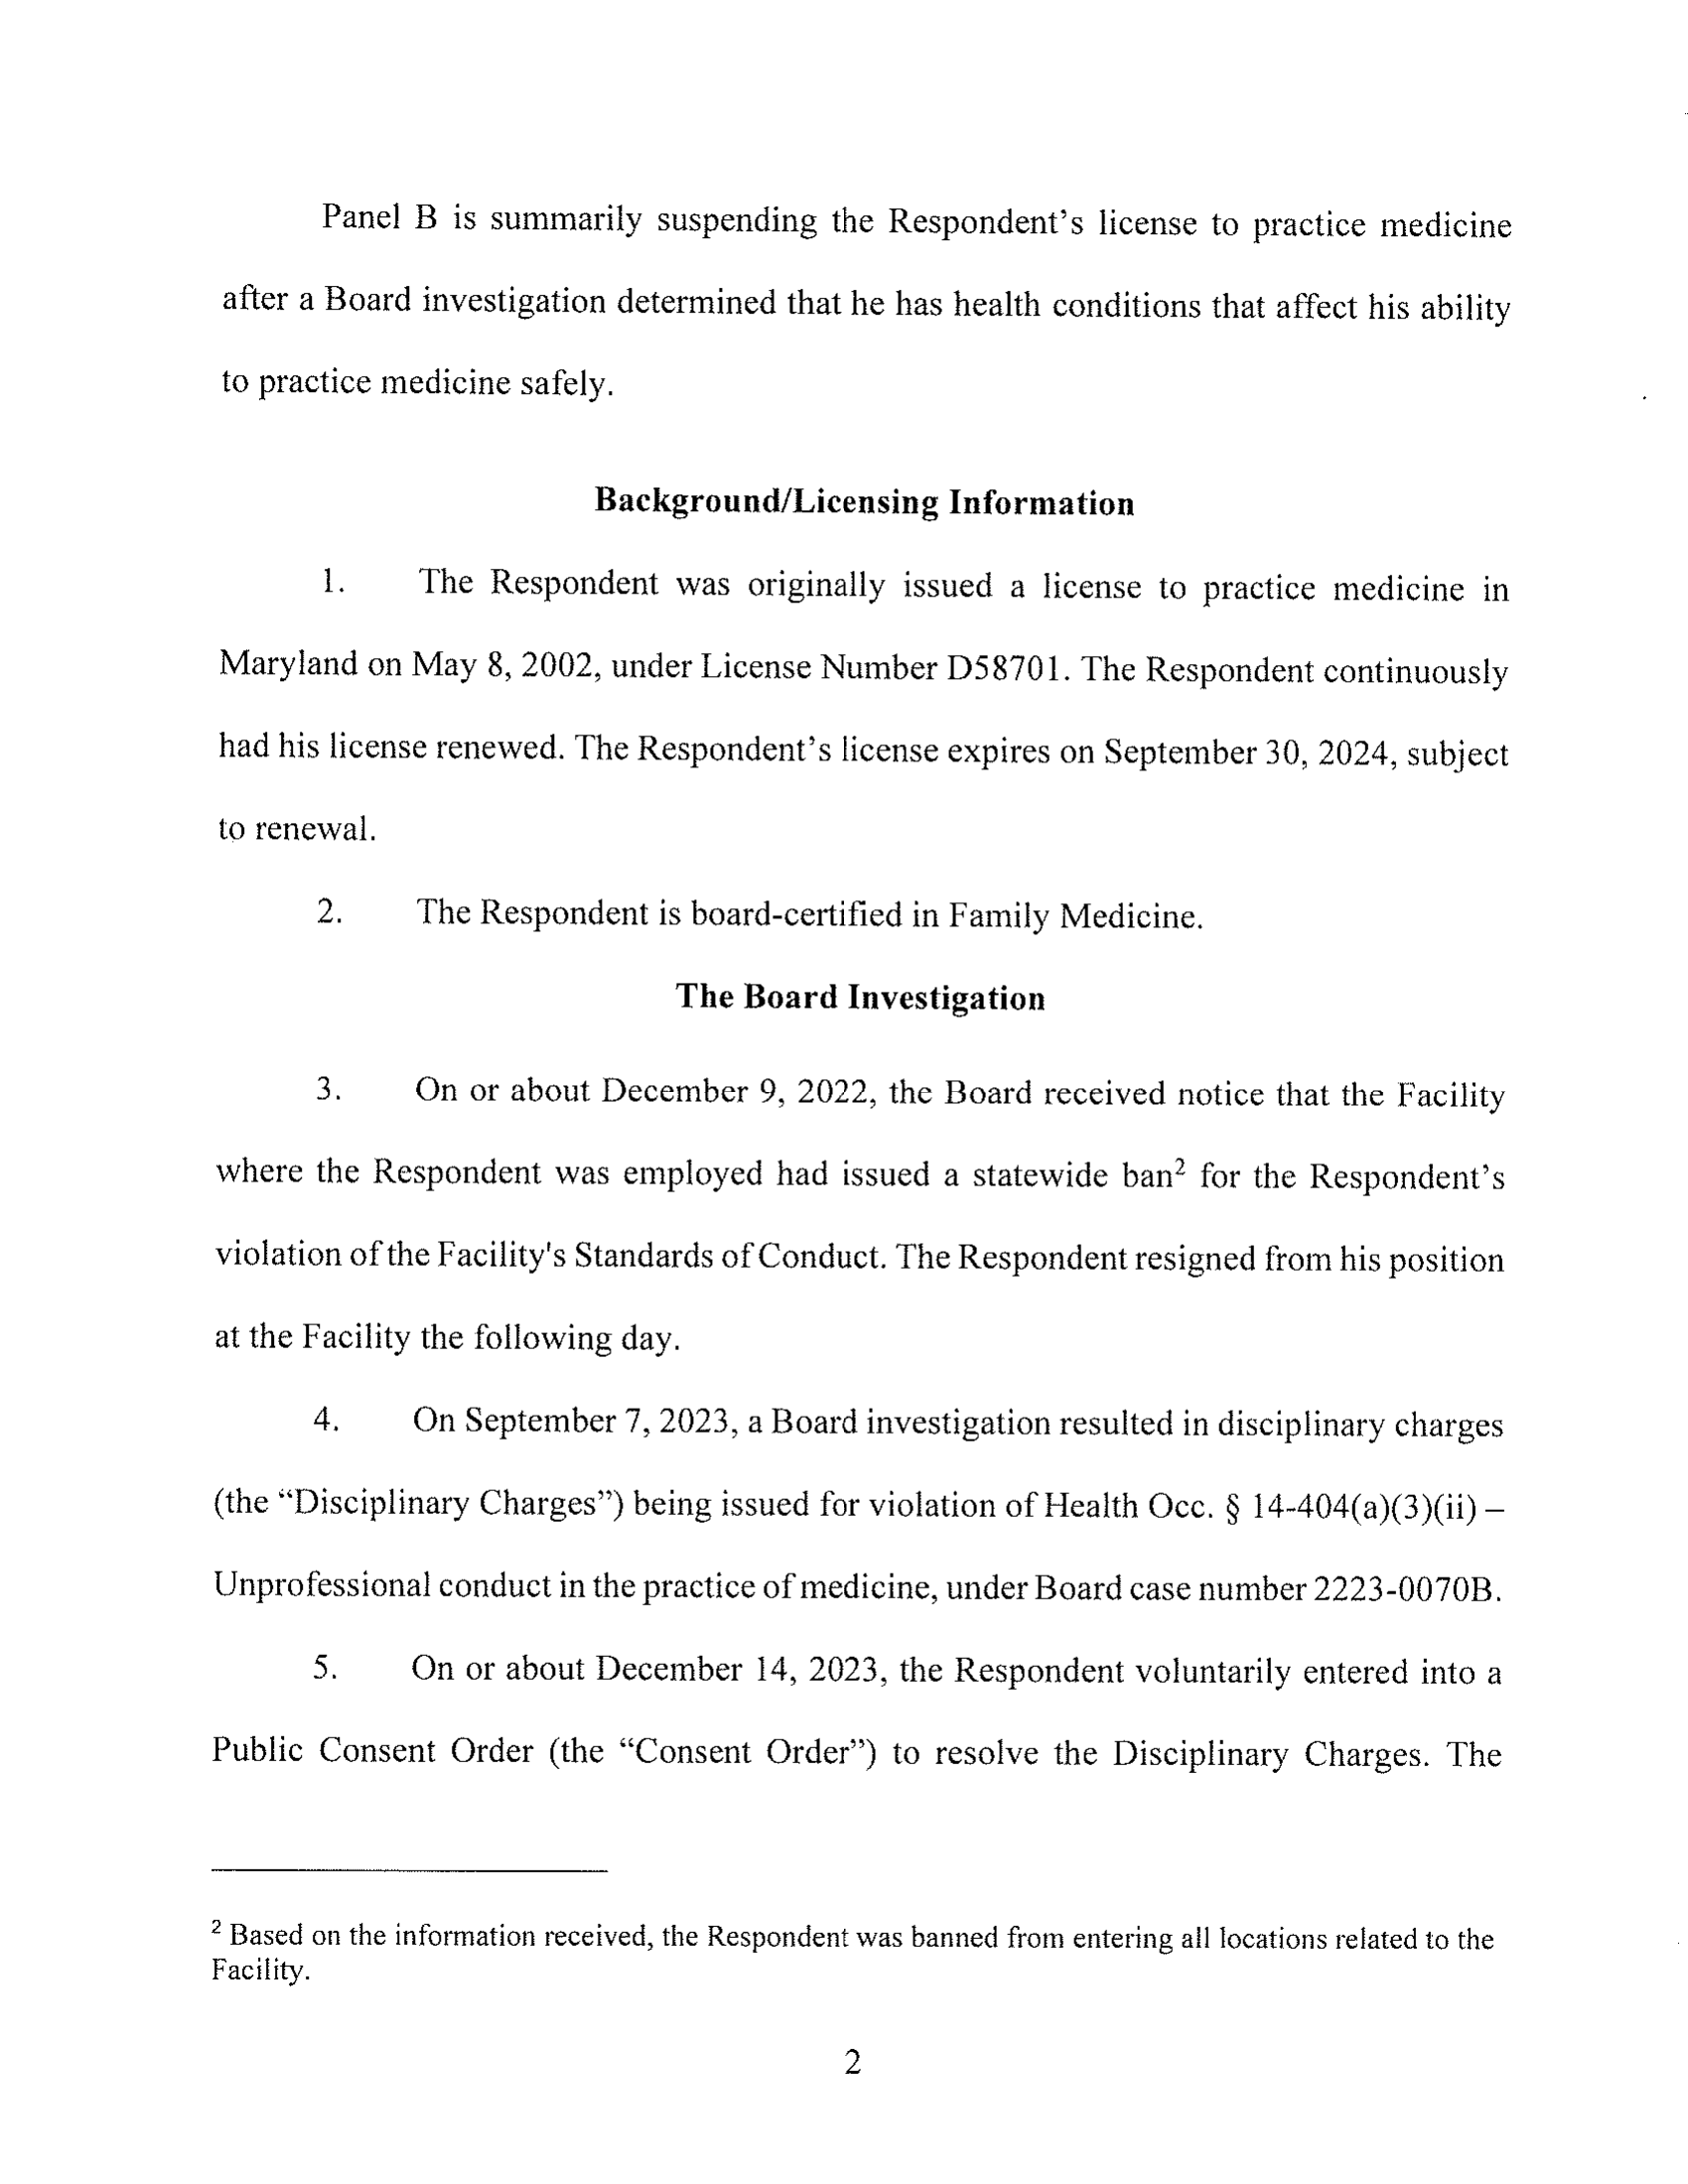 Panel B is summarily suspending the Respondent's license to practice medicine
after a Board investigation determined that he has health conditions that affect his ability
to practice medicine safely.
Background/Licensing Information
1. The Respondent was originally issued a license to practice medicine in
Maryland on May 8, 2002, under License Number D58701. The Respondent continuously
had his license renewed. The Respondent's license expires on September 30, 2024, subject
to renewal.
2. The Respondent is board-certified in Family Medicine.
The Board Investigation
3. On or about December 9, 2022, the Board received notice that the Facility
where the Respondent was employed had issued a statewide ban² for the Respondent's
violation of the Facility's Standards of Conduct. The Respondent resigned from his position
at the Facility the following day.
4. On September 7, 2023, a Board investigation resulted in disciplinary charges
(the “Disciplinary Charges”) being issued for violation of Health Occ. § 14-404(a)(3)(ii) –
Unprofessional conduct in the practice of medicine, under Board case number 2223-0070B.
5. On or about December 14, 2023, the Respondent voluntarily entered into a
Public Consent Order (the “Consent Order”) to resolve the Disciplinary Charges. The
² Based on the information received, the Respondent was banned from entering all locations related to the
Facility.
2